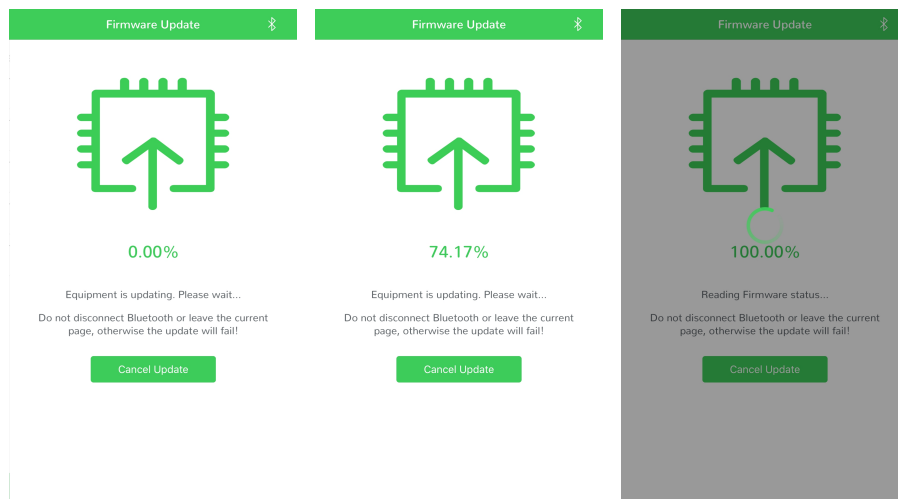 Firmware Update
0.00%
Equipment is updating. Please wait...
Do not disconnect Bluetooth or leave the current
page, otherwise the update will fail!
Cancel Update
Firmware Update
74.17%
Equipment is updating. Please wait...
Do not disconnect Bluetooth or leave the current
page, otherwise the update will fail!
Cancel Update
Firmware Update
100.00%
Reading Firmware status...
Do not disconnect Bluetooth or leave the current
page, otherwise the update will fail!
Cancel Update